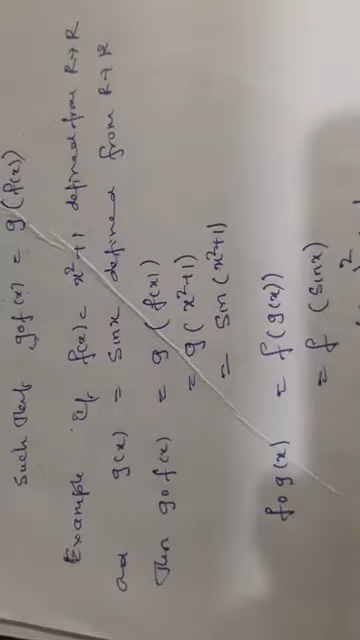 Such that gof(x) = g(f(x))
Example If f(x) = x²+1 defined from R→R
and g(x) = sinx defined from R→R
Then gof(x) = g(f(x))
= g(x²+1)
= sin(x²+1)
fog(x) = f(g(x))
= f(sinx)